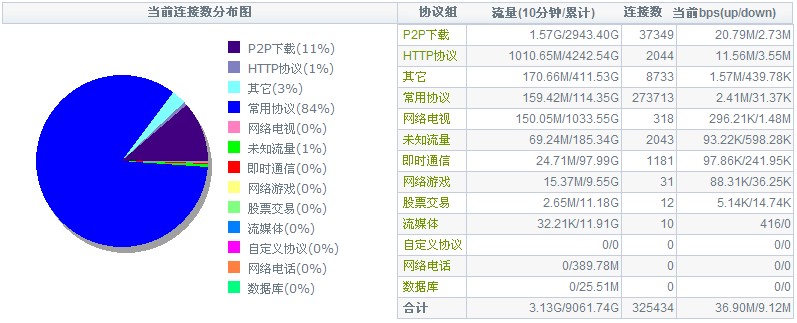 当前连接数分布图
P2P下载(11%)
HTTP协议(1%)
其它(3%)
常用协议(84%)
网络电视(0%)
未知流量(1%)
即时通信(0%)
网络游戏(0%)
股票交易(0%)
流媒体(0%)
自定义协议(0%)
网络电话(0%)
数据库(0%)
协议组 流量(10分钟/累计) 连接数 当前bps(up/down)
P2P下载 1.57G/2943.40G 37349 20.79M/2.73M
HTTP协议 1010.65M/4242.54G 2044 11.56M/3.55M
其它 170.66M/411.53G 8733 1.57M/439.78K
常用协议 159.42M/114.35G 273713 2.41M/31.37K
网络电视 150.05M/1033.55G 318 296.21K/1.48M
未知流量 69.24M/185.34G 2043 93.22K/598.28K
即时通信 24.71M/97.99G 1181 97.86K/241.95K
网络游戏 15.37M/9.55G 31 88.31K/36.25K
股票交易 2.65M/11.18G 12 5.14K/14.74K
流媒体 32.21K/11.91G 10 416/0
自定义协议 0/0 0 0/0
网络电话 0/389.78M 0 0/0
数据库 0/25.51M 0 0/0
合计 3.13G/9061.74G 325434 36.90M/9.12M